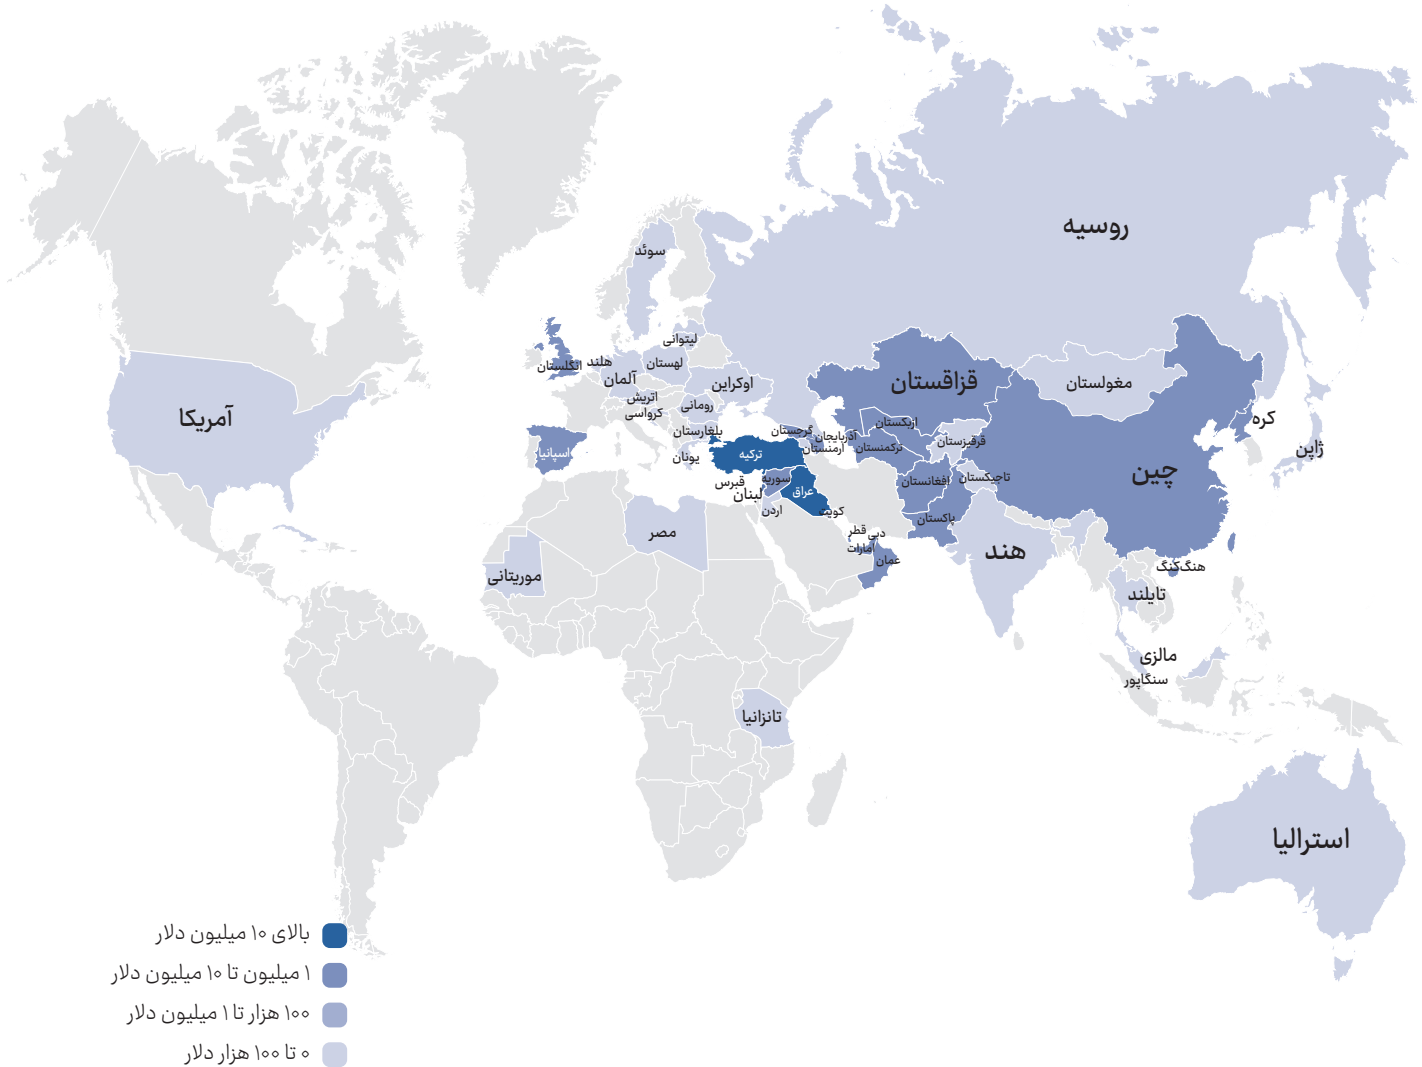 روسیه
سوئد
لیتوانی
هلند
انگلستان
لهستان
آلمان
اوکراین
قزاقستان
مغولستان
اتریش
رومانی
کرواسی
آمریکا
کره
ازبکستان
بلغارستان
گرجستان
آذربایجان
ارمنستان
ترکمنستان
قرقیزستان
ژاپن
اسپانیا
یونان
ترکیه
چین
تاجیکستان
افغانستان
سوریه
قبرس
لبنان
عراق
اردن
کویت
پاکستان
مصر
قطر
دبی
امارات
عمان
هند
هنگ‌کنگ
موریتانی
تایلند
مالزی
سنگاپور
تانزانیا
استرالیا
بالای ۱۰ میلیون دلار
۱ میلیون تا ۱۰ میلیون دلار
۱۰۰ هزار تا ۱ میلیون دلار
۰ تا ۱۰۰ هزار دلار